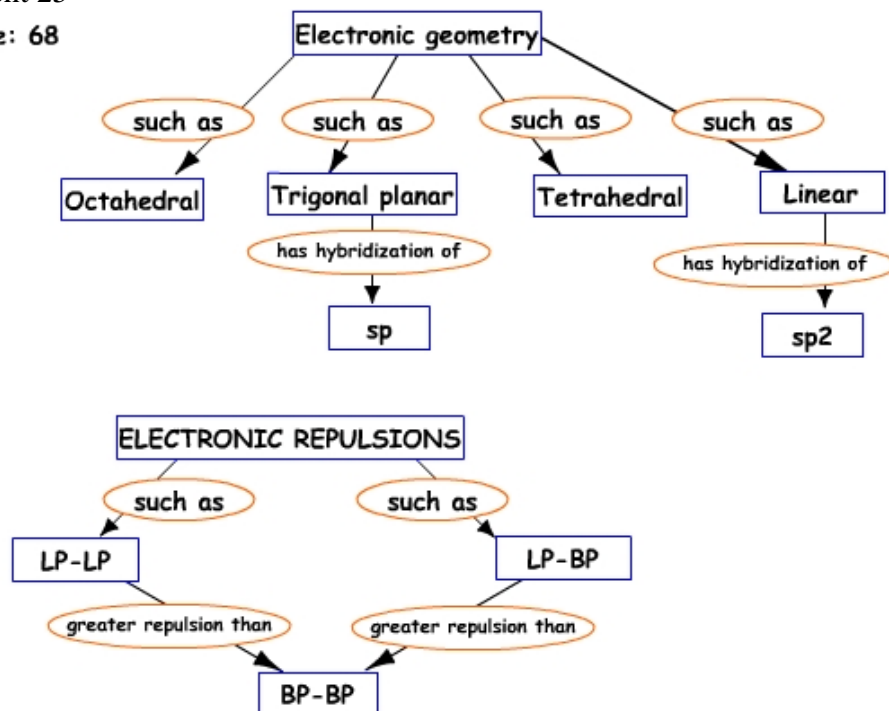 23
e: 68
Electronic geometry
such as such as such as such as
Octahedral Trigonal planar Tetrahedral Linear
has hybridization of has hybridization of
sp sp2
ELECTRONIC REPULSIONS
such as such as
LP-LP LP-BP
greater repulsion than greater repulsion than
BP-BP